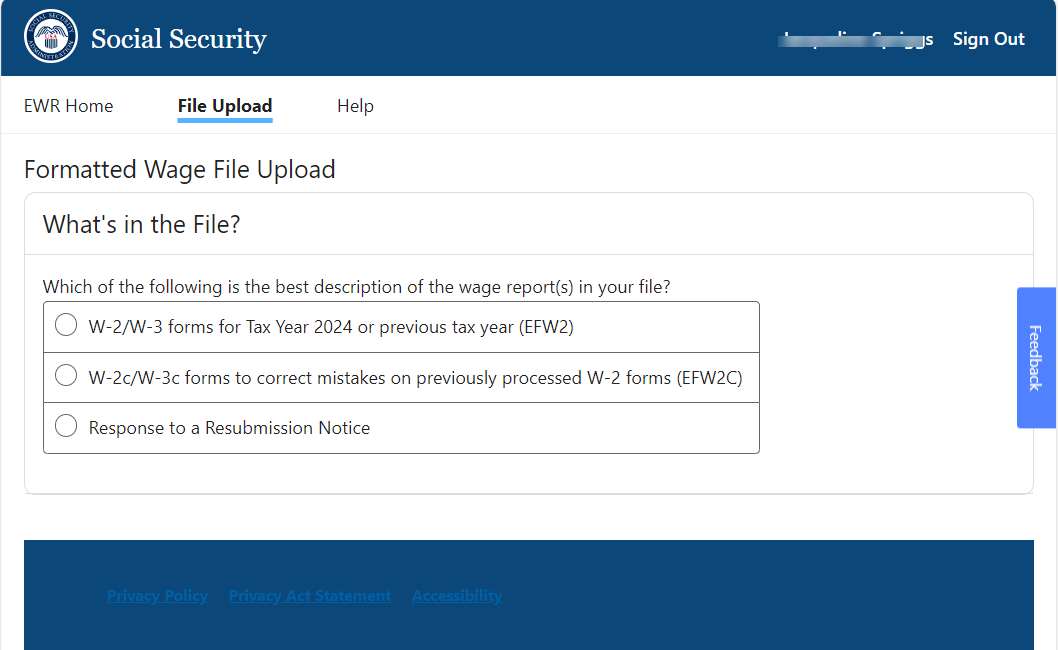 Social Security
Sign Out
EWR Home
File Upload
Help
Formatted Wage File Upload
What's in the File?
Which of the following is the best description of the wage report(s) in your file?
W-2/W-3 forms for Tax Year 2024 or previous tax year (EFW2)
W-2c/W-3c forms to correct mistakes on previously processed W-2 forms (EFW2C)
Response to a Resubmission Notice
Feedback
Privacy Policy
Privacy Act Statement
Accessibility